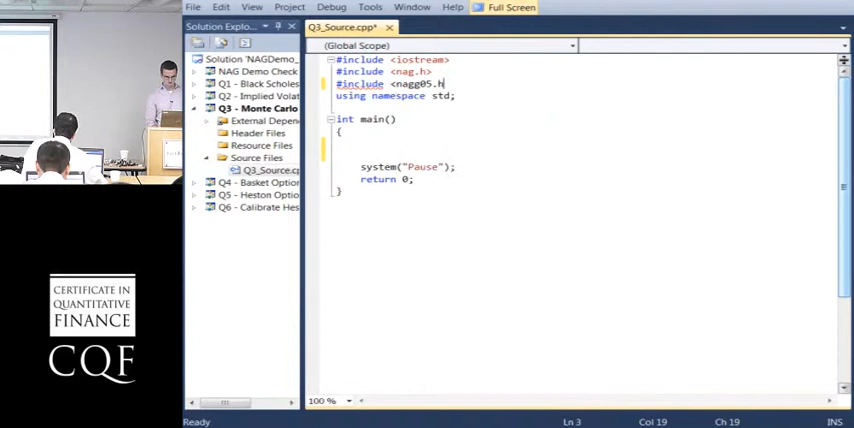 File Edit View Project Debug Tools Window Help Full Screen
Solution Explo...
Q3_Source.cpp*
(Global Scope)
Solution 'NAGDemo
NAG Demo Check
Q1 - Black Scholes
Q2 - Implied Volat
Q3 - Monte Carlo
External Depen
Header Files
Resource Files
Source Files
Q3_Source.cp
Q4 - Basket Optio
Q5 - Heston Optio
Q6 - Calibrate Hes
#include <iostream>
#include <nag.h>
#include <nagg05.h
using namespace std;
int main()
{
system("Pause");
return 0;
}
100 %
Ready
Ln 3
Col 19
Ch 19
INS
CERTIFICATE IN
QUANTITATIVE
FINANCE
CQF